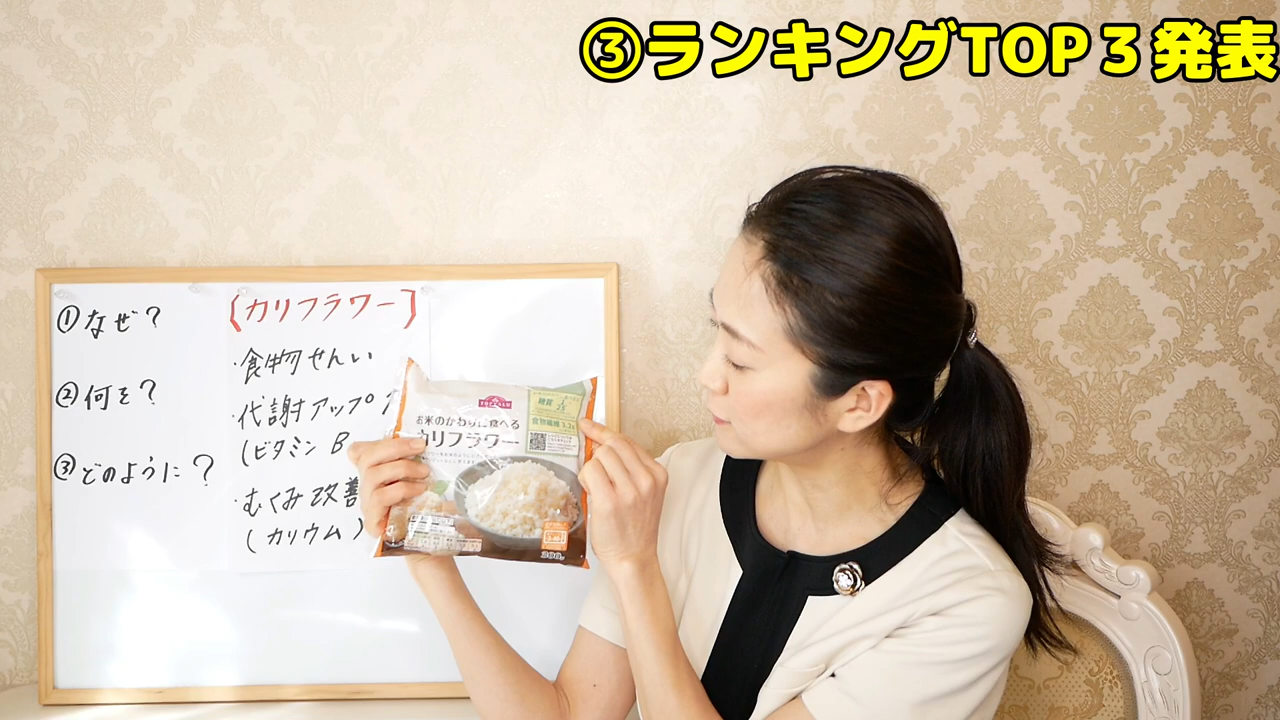 ③ランキングTOP３発表
①なぜ?
②何を?
③どのように?
【カリフラワー】
・食物せんい
・代謝アップ
(ビタミンB
・むくみ改善
(カリウム)
お米のかわりに食べる
カリフラワー
糖質
食物繊維
300g